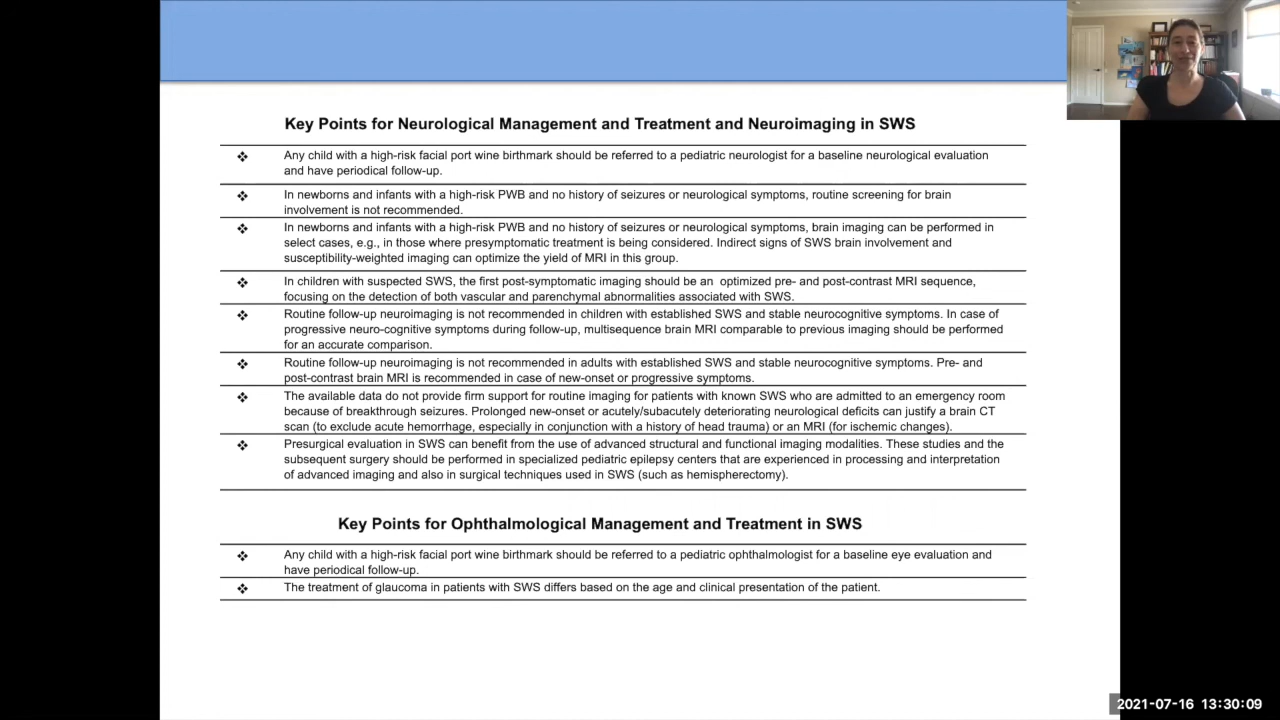 Key Points for Neurological Management and Treatment and Neuroimaging in SWS
❖ Any child with a high-risk facial port wine birthmark should be referred to a pediatric neurologist for a baseline neurological evaluation
and have periodical follow-up.
❖ In newborns and infants with a high-risk PWB and no history of seizures or neurological symptoms, routine screening for brain
involvement is not recommended.
❖ In newborns and infants with a high-risk PWB and no history of seizures or neurological symptoms, brain imaging can be performed in
select cases, e.g., in those where presymptomatic treatment is being considered. Indirect signs of SWS brain involvement and
susceptibility-weighted imaging can optimize the yield of MRI in this group.
❖ In children with suspected SWS, the first post-symptomatic imaging should be an optimized pre- and post-contrast MRI sequence,
focusing on the detection of both vascular and parenchymal abnormalities associated with SWS.
❖ Routine follow-up neuroimaging is not recommended in children with established SWS and stable neurocognitive symptoms. In case of
progressive neuro-cognitive symptoms during follow-up, multisequence brain MRI comparable to previous imaging should be performed
for an accurate comparison.
❖ Routine follow-up neuroimaging is not recommended in adults with established SWS and stable neurocognitive symptoms. Pre- and
post-contrast brain MRI is recommended in case of new-onset or progressive symptoms.
❖ The available data do not provide firm support for routine imaging for patients with known SWS who are admitted to an emergency room
because of breakthrough seizures. Prolonged new-onset or acutely/subacutely deteriorating neurological deficits can justify a brain CT
scan (to exclude acute hemorrhage, especially in conjunction with a history of head trauma) or an MRI (for ischemic changes).
❖ Presurgical evaluation in SWS can benefit from the use of advanced structural and functional imaging modalities. These studies and the
subsequent surgery should be performed in specialized pediatric epilepsy centers that are experienced in processing and interpretation
of advanced imaging and also in surgical techniques used in SWS (such as hemispherectomy).
Key Points for Ophthalmological Management and Treatment in SWS
❖ Any child with a high-risk facial port wine birthmark should be referred to a pediatric ophthalmologist for a baseline eye evaluation and
have periodical follow-up.
❖ The treatment of glaucoma in patients with SWS differs based on the age and clinical presentation of the patient.
2021-07-16 13:30:09